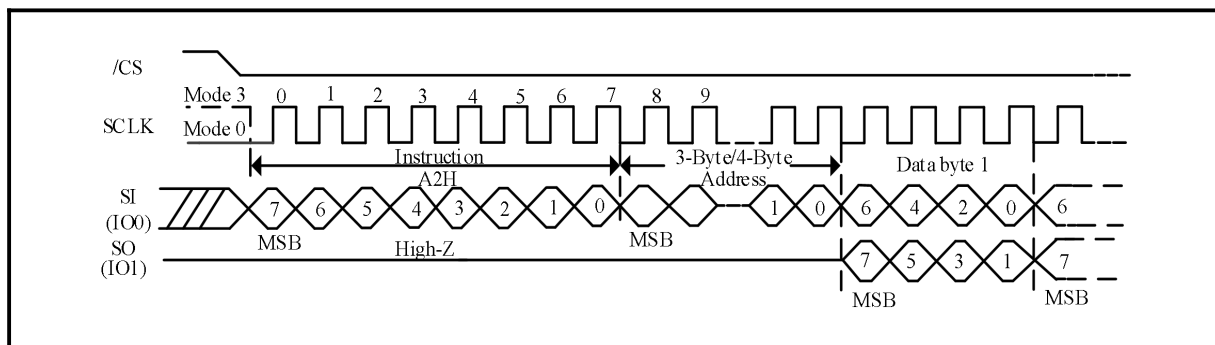 /CS
Mode 3
0 1 2 3 4 5 6 7 8 9
SCLK
Mode 0
Instruction
A2H
3-Byte/4-Byte
Address
Data byte 1
SI
(IO0)
7 6 5 4 3 2 1 0 1 0 6 4 2 0 6
MSB MSB
SO
(IO1)
High-Z
7 5 3 1 7
MSB MSB